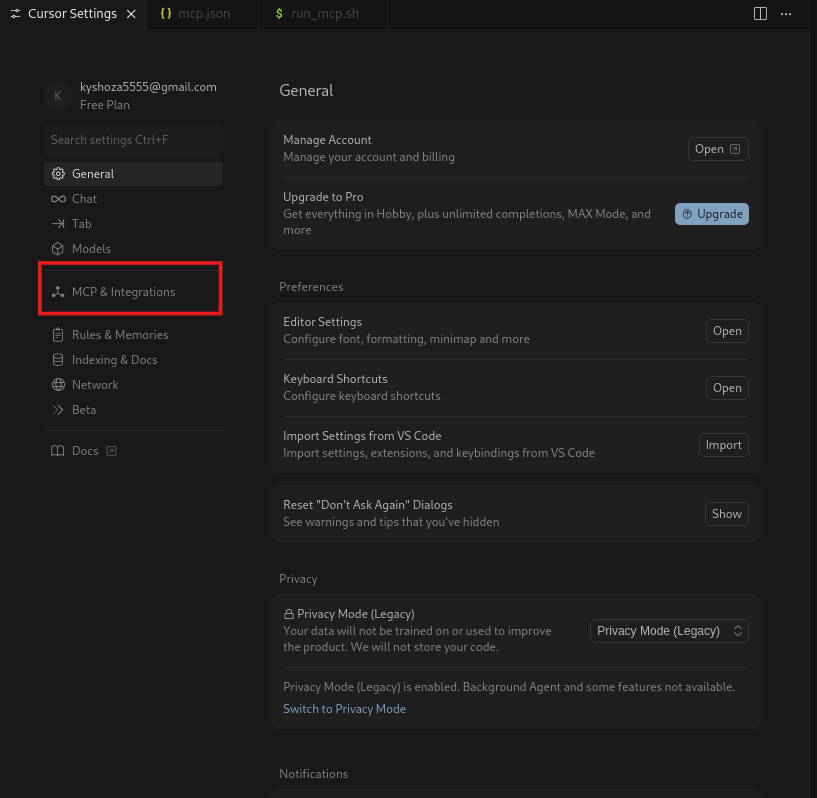 Cursor Settings
{} mcp.json
$ run_mcp.sh
K
kyshoza5555@gmail.com
Free Plan
Search settings Ctrl+F
General
Chat
Tab
Models
MCP & Integrations
Rules & Memories
Indexing & Docs
Network
Beta
Docs
General
Manage Account
Manage your account and billing
Open
Upgrade to Pro
Get everything in Hobby, plus unlimited completions, MAX Mode, and
more
Upgrade
Preferences
Editor Settings
Configure font, formatting, minimap and more
Open
Keyboard Shortcuts
Configure keyboard shortcuts
Open
Import Settings from VS Code
Import settings, extensions, and keybindings from VS Code
Import
Reset "Don't Ask Again" Dialogs
See warnings and tips that you've hidden
Show
Privacy
Privacy Mode (Legacy)
Your data will not be trained on or used to improve
the product. We will not store your code.
Privacy Mode (Legacy)
Privacy Mode (Legacy) is enabled. Background Agent and some features not available.
Switch to Privacy Mode
Notifications